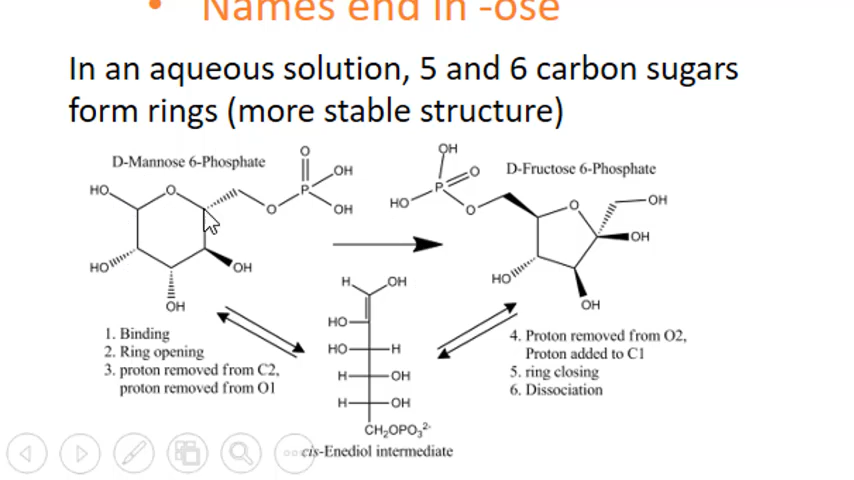 • Names end in -ose
In an aqueous solution, 5 and 6 carbon sugars
form rings (more stable structure)
D-Mannose 6-Phosphate
O
OH
P
OH
O
O
HO
HO
OH
OH
OH
P
O
HO
O
D-Fructose 6-Phosphate
O
OH
OH
HO
OH
H OH
HO
HO H
H OH
H OH
CH₂OPO₃²⁻
cis-Enediol intermediate
1. Binding
2. Ring opening
3. proton removed from C2,
proton removed from O1
4. Proton removed from O2,
Proton added to C1
5. ring closing
6. Dissociation